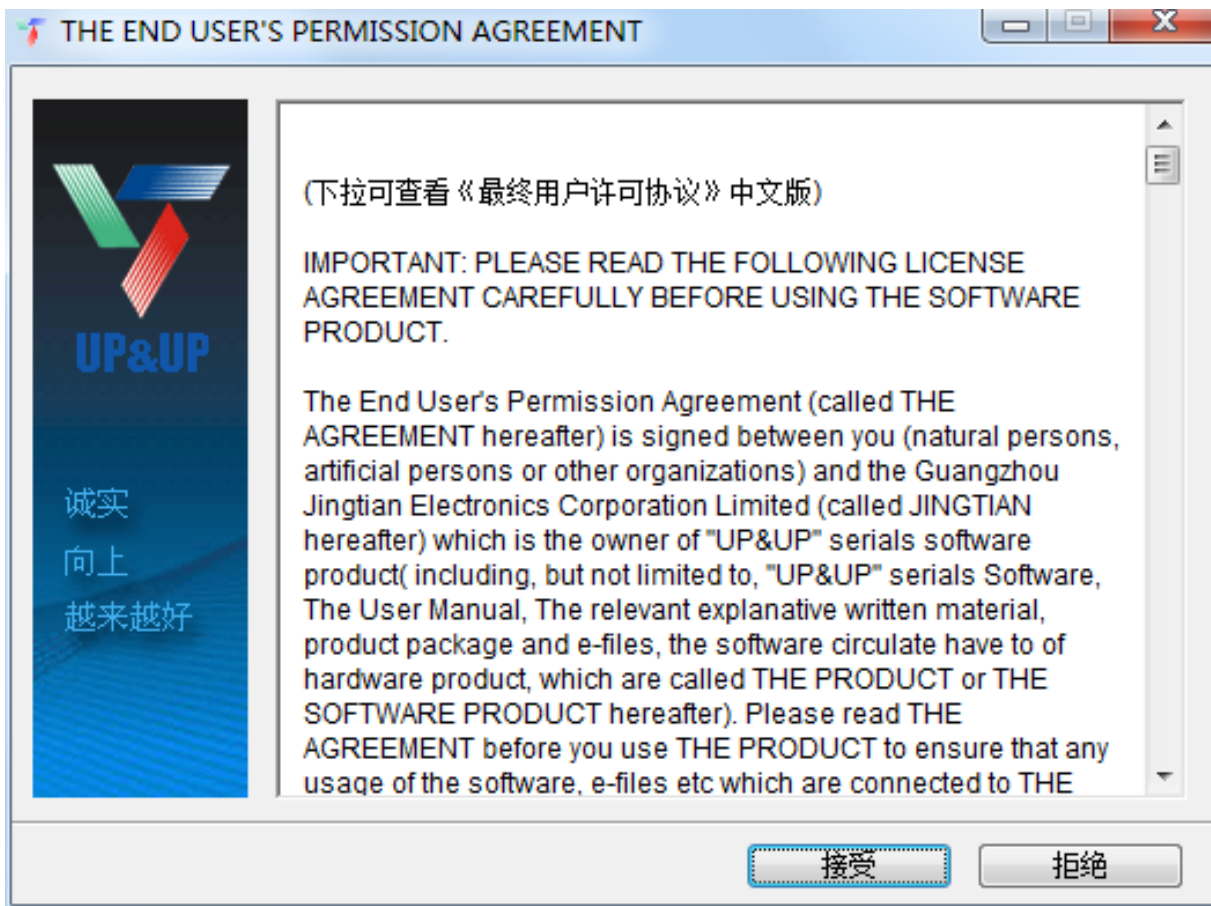 THE END USER'S PERMISSION AGREEMENT
UP&UP
诚实
向上
越来越好
(下拉可查看《最终用户许可协议》中文版)
IMPORTANT: PLEASE READ THE FOLLOWING LICENSE
AGREEMENT CAREFULLY BEFORE USING THE SOFTWARE
PRODUCT.
The End User's Permission Agreement (called THE
AGREEMENT hereafter) is signed between you (natural persons,
artificial persons or other organizations) and the Guangzhou
Jingtian Electronics Corporation Limited (called JINGTIAN
hereafter) which is the owner of "UP&UP" serials software
product( including, but not limited to, "UP&UP" serials Software,
The User Manual, The relevant explanative written material,
product package and e-files, the software circulate have to of
hardware product, which are called THE PRODUCT or THE
SOFTWARE PRODUCT hereafter). Please read THE
AGREEMENT before you use THE PRODUCT to ensure that any
usage of the software, e-files etc which are connected to THE
接受
拒绝